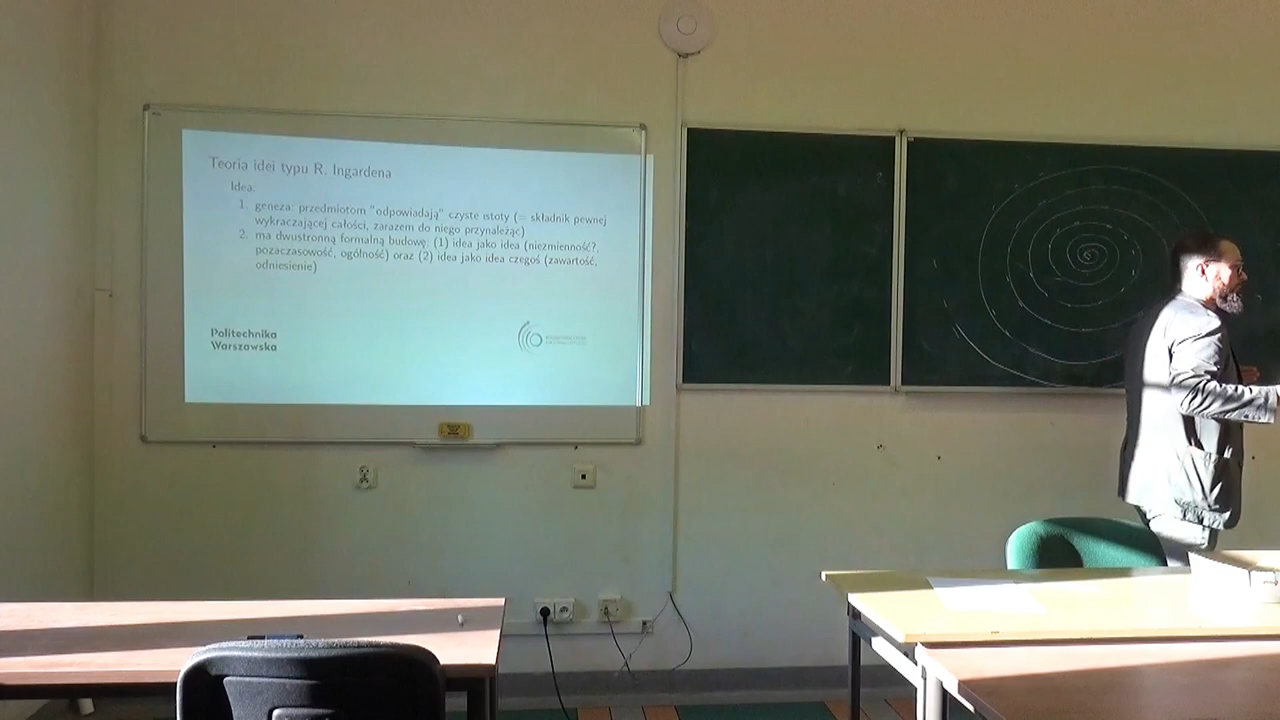 Teoria idei typu R. Ingardena
Idea.
1. geneza: przedmiotom "odpowiadają" czyste istoty (= składnik pewnej
wykraczającej całości, zarazem do niego przynależąc)
2. ma dwustronną formalną budowę: (1) idea jako idea (niezmienność?,
pozaczasowość, ogólność) oraz (2) idea jako idea czegoś (zawartość,
odniesienie)
Politechnika
Warszawska